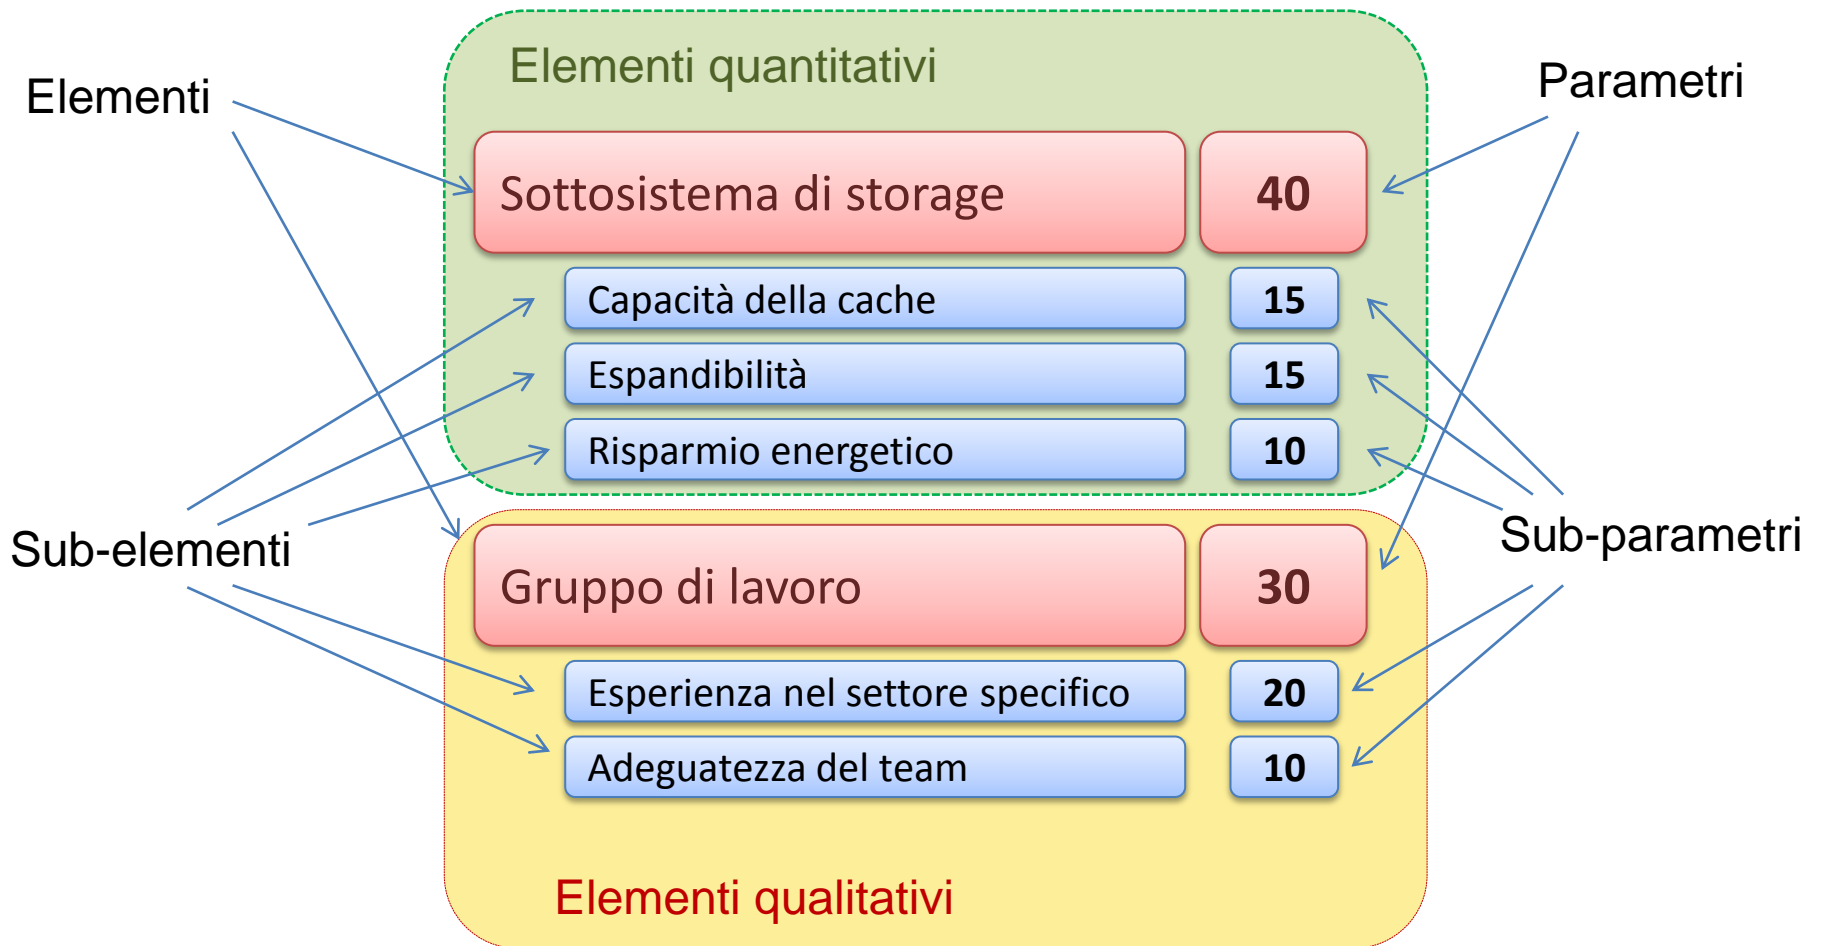 Elementi quantitativi
Elementi
Parametri
Sottosistema di storage 40
Capacità della cache 15
Espandibilità 15
Risparmio energetico 10
Sub-elementi
Sub-parametri
Gruppo di lavoro 30
Esperienza nel settore specifico 20
Adeguatezza del team 10
Elementi qualitativi